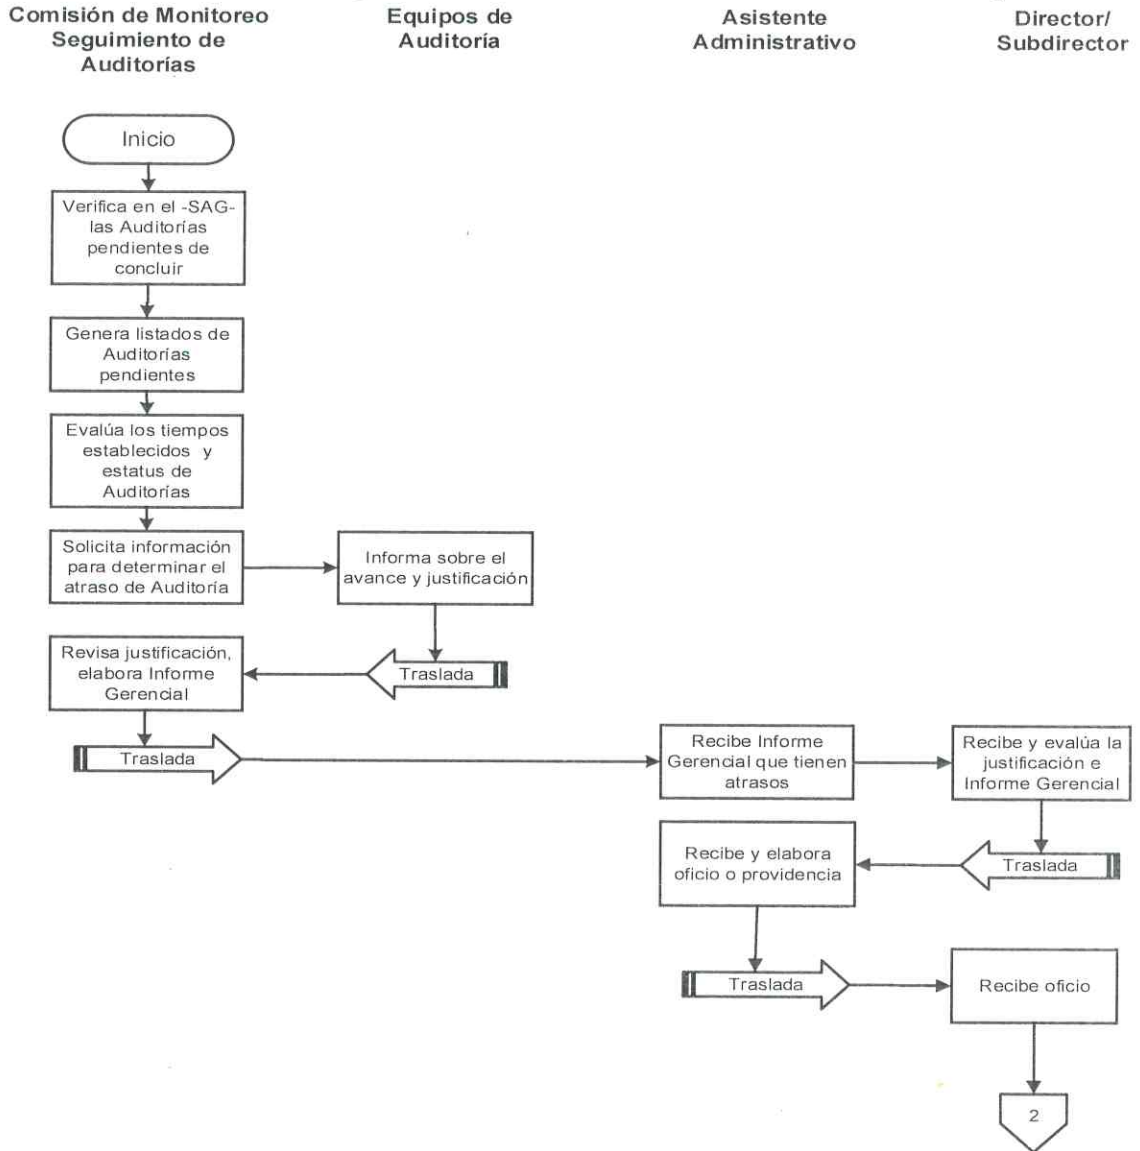 Comisión de Monitoreo
Seguimiento de
Auditorías
Equipos de
Auditoría
Asistente
Administrativo
Director/
Subdirector
Inicio
Verifica en el -SAG-
las Auditorías
pendientes de
concluir
Genera listados de
Auditorías
pendientes
Evalúa los tiempos
establecidos y
estatus de
Auditorías
Solicita información
para determinar el
atraso de Auditoría
Informa sobre el
avance y justificación
Traslada
Revisa justificación,
elabora Informe
Gerencial
Traslada
Recibe Informe
Gerencial que tienen
atrasos
Recibe y evalúa la
justificación e
Informe Gerencial
Traslada
Recibe y elabora
oficio o providencia
Traslada
Recibe oficio
2